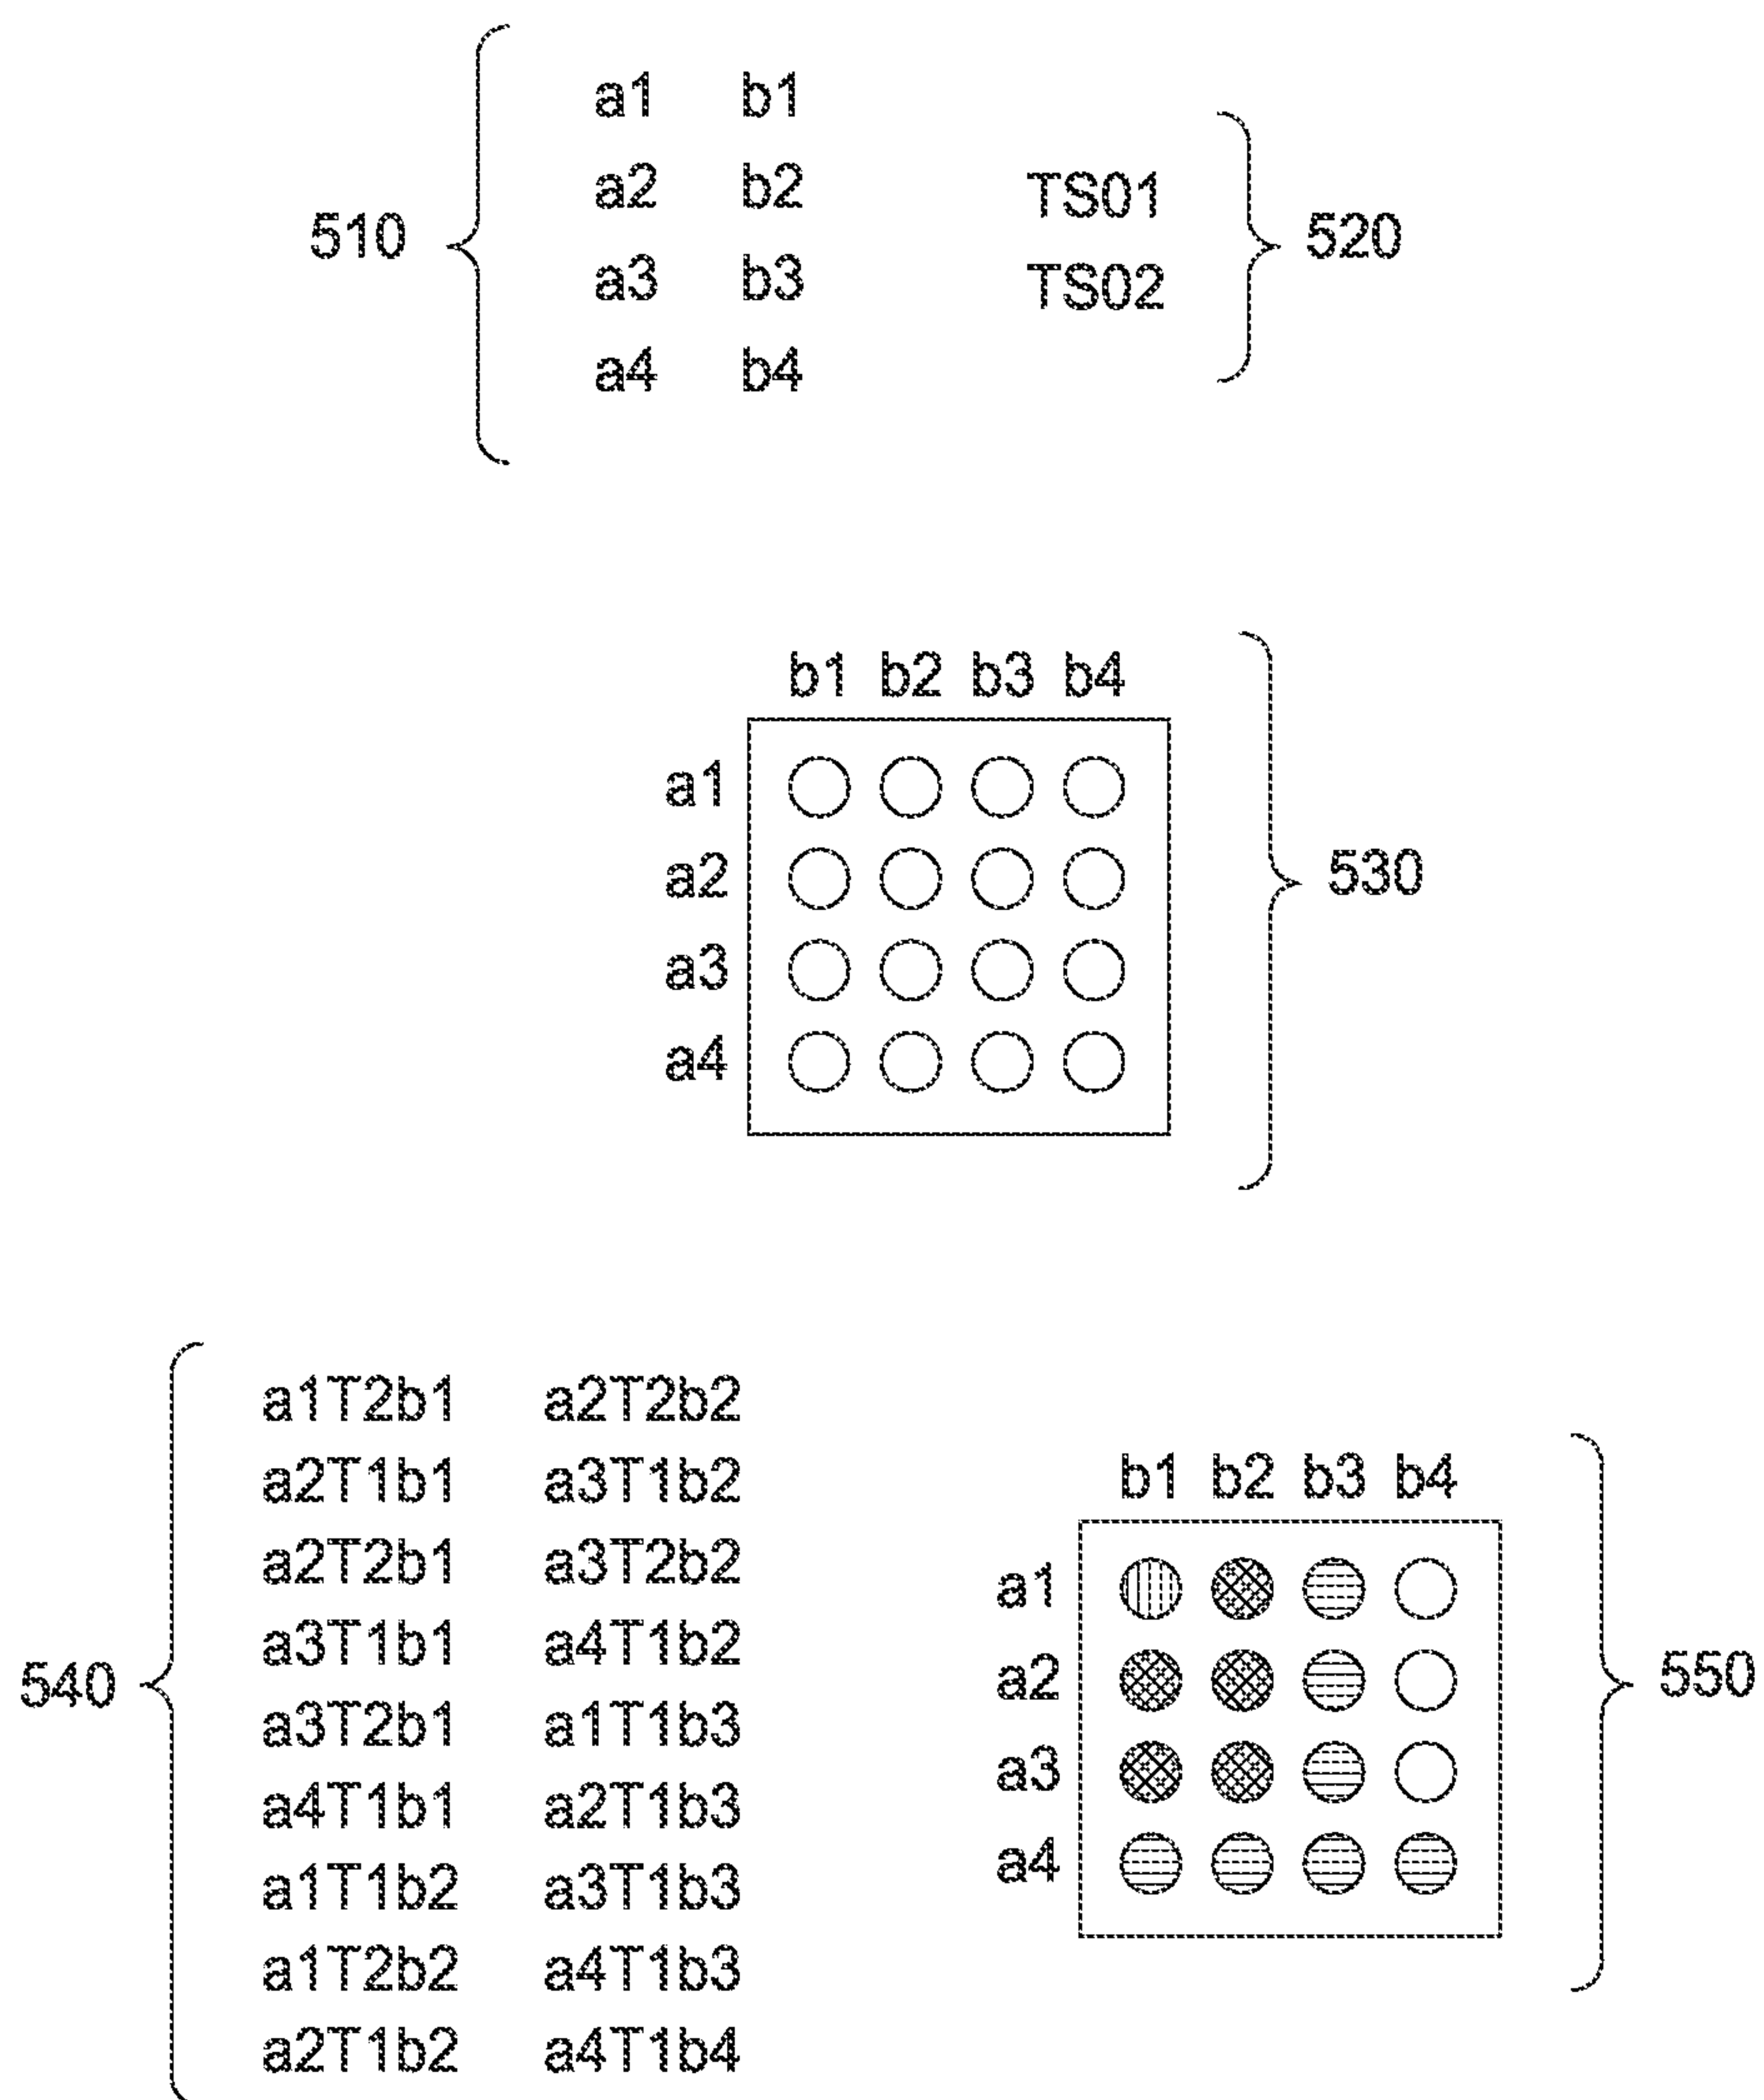 a1 b1
a2 b2
a3 b3
a4 b4
510
TS01
TS02
520
b1 b2 b3 b4
a1
a2
a3
a4
530
540
a1T2b1 a2T2b2
a2T1b1 a3T1b2
a2T2b1 a3T2b2
a3T1b1 a4T1b2
a3T2b1 a1T1b3
a4T1b1 a2T1b3
a1T1b2 a3T1b3
a1T2b2 a4T1b3
a2T1b2 a4T1b4
b1 b2 b3 b4
a1
a2
a3
a4
550